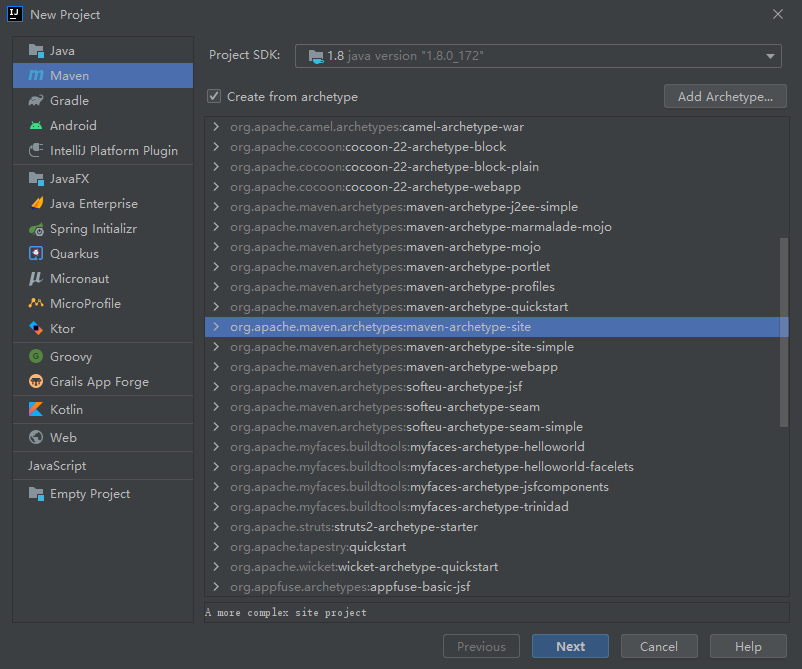 New Project
Java
Maven
Gradle
Android
IntelliJ Platform Plugin
JavaFX
Java Enterprise
Spring Initializr
Quarkus
Micronaut
MicroProfile
Ktor
Groovy
Grails App Forge
Kotlin
Web
JavaScript
Empty Project
Project SDK: 1.8 java version "1.8.0_172"
Create from archetype Add Archetype...
org.apache.camel.archetypes:camel-archetype-war
org.apache.cocoon:cocoon-22-archetype-block
org.apache.cocoon:cocoon-22-archetype-block-plain
org.apache.cocoon:cocoon-22-archetype-webapp
org.apache.maven.archetypes:maven-archetype-j2ee-simple
org.apache.maven.archetypes:maven-archetype-marmalade-mojo
org.apache.maven.archetypes:maven-archetype-mojo
org.apache.maven.archetypes:maven-archetype-portlet
org.apache.maven.archetypes:maven-archetype-profiles
org.apache.maven.archetypes:maven-archetype-quickstart
org.apache.maven.archetypes:maven-archetype-site
org.apache.maven.archetypes:maven-archetype-site-simple
org.apache.maven.archetypes:maven-archetype-webapp
org.apache.maven.archetypes:softeu-archetype-jsf
org.apache.maven.archetypes:softeu-archetype-seam
org.apache.maven.archetypes:softeu-archetype-seam-simple
org.apache.myfaces.buildtools:myfaces-archetype-helloworld
org.apache.myfaces.buildtools:myfaces-archetype-helloworld-facelets
org.apache.myfaces.buildtools:myfaces-archetype-jsfcomponents
org.apache.myfaces.buildtools:myfaces-archetype-trinidad
org.apache.struts:struts2-archetype-starter
org.apache.tapestry:quickstart
org.apache.wicket:wicket-archetype-quickstart
org.appfuse.archetypes:appfuse-basic-jsf
A more complex site project
Previous Next Cancel Help